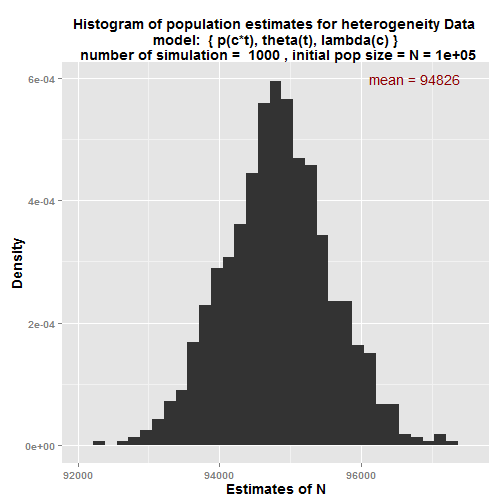 Histogram of population estimates for heterogeneity Data
model:  { p(c*t), theta(t), lambda(c) }
number of simulation =  1000 , initial pop size = N = 1e+05
mean = 94826
6e-04
4e-04
2e-04
0e+00
Density
92000
94000
96000
Estimates of N